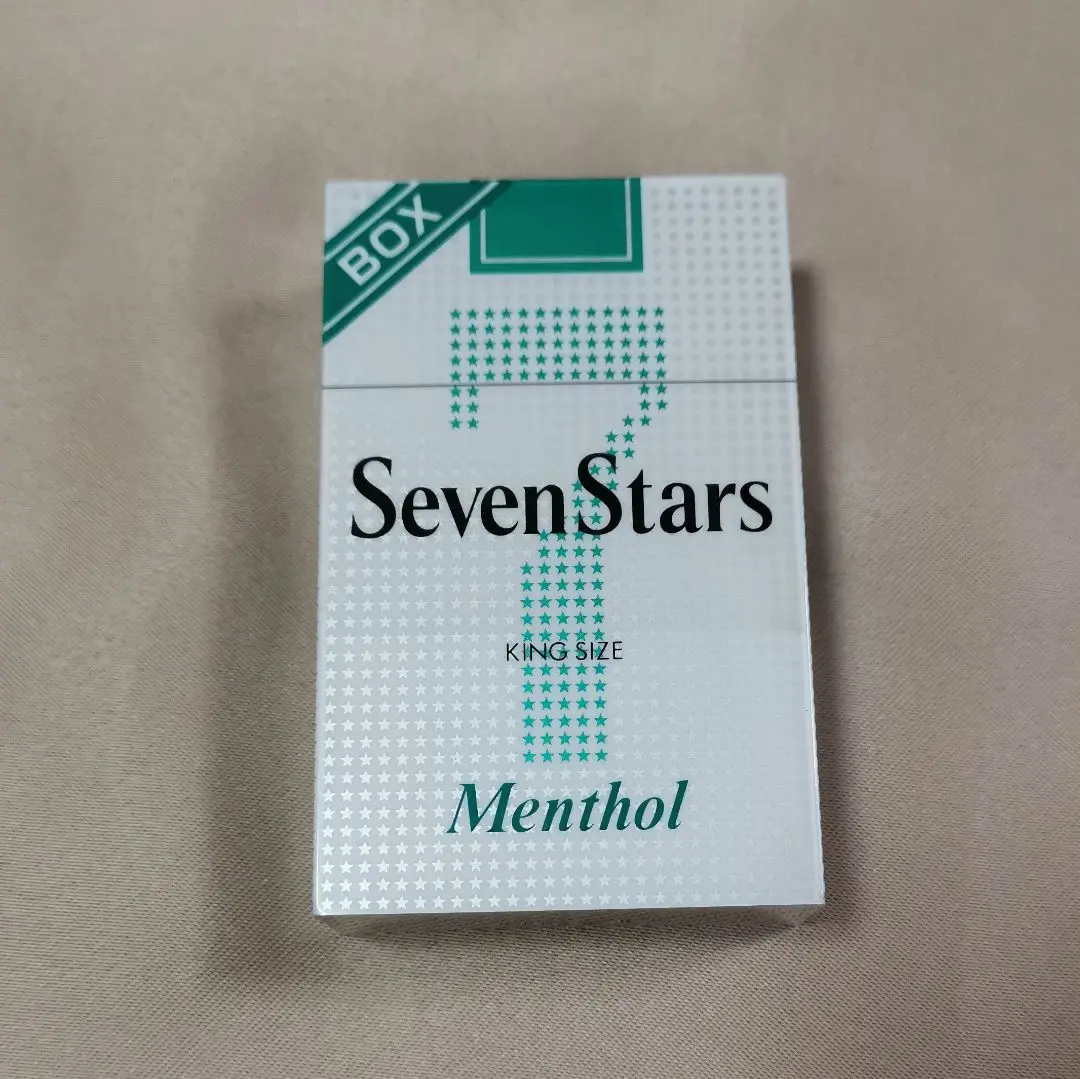 BOX
SevenStars
KING SIZE
Menthol